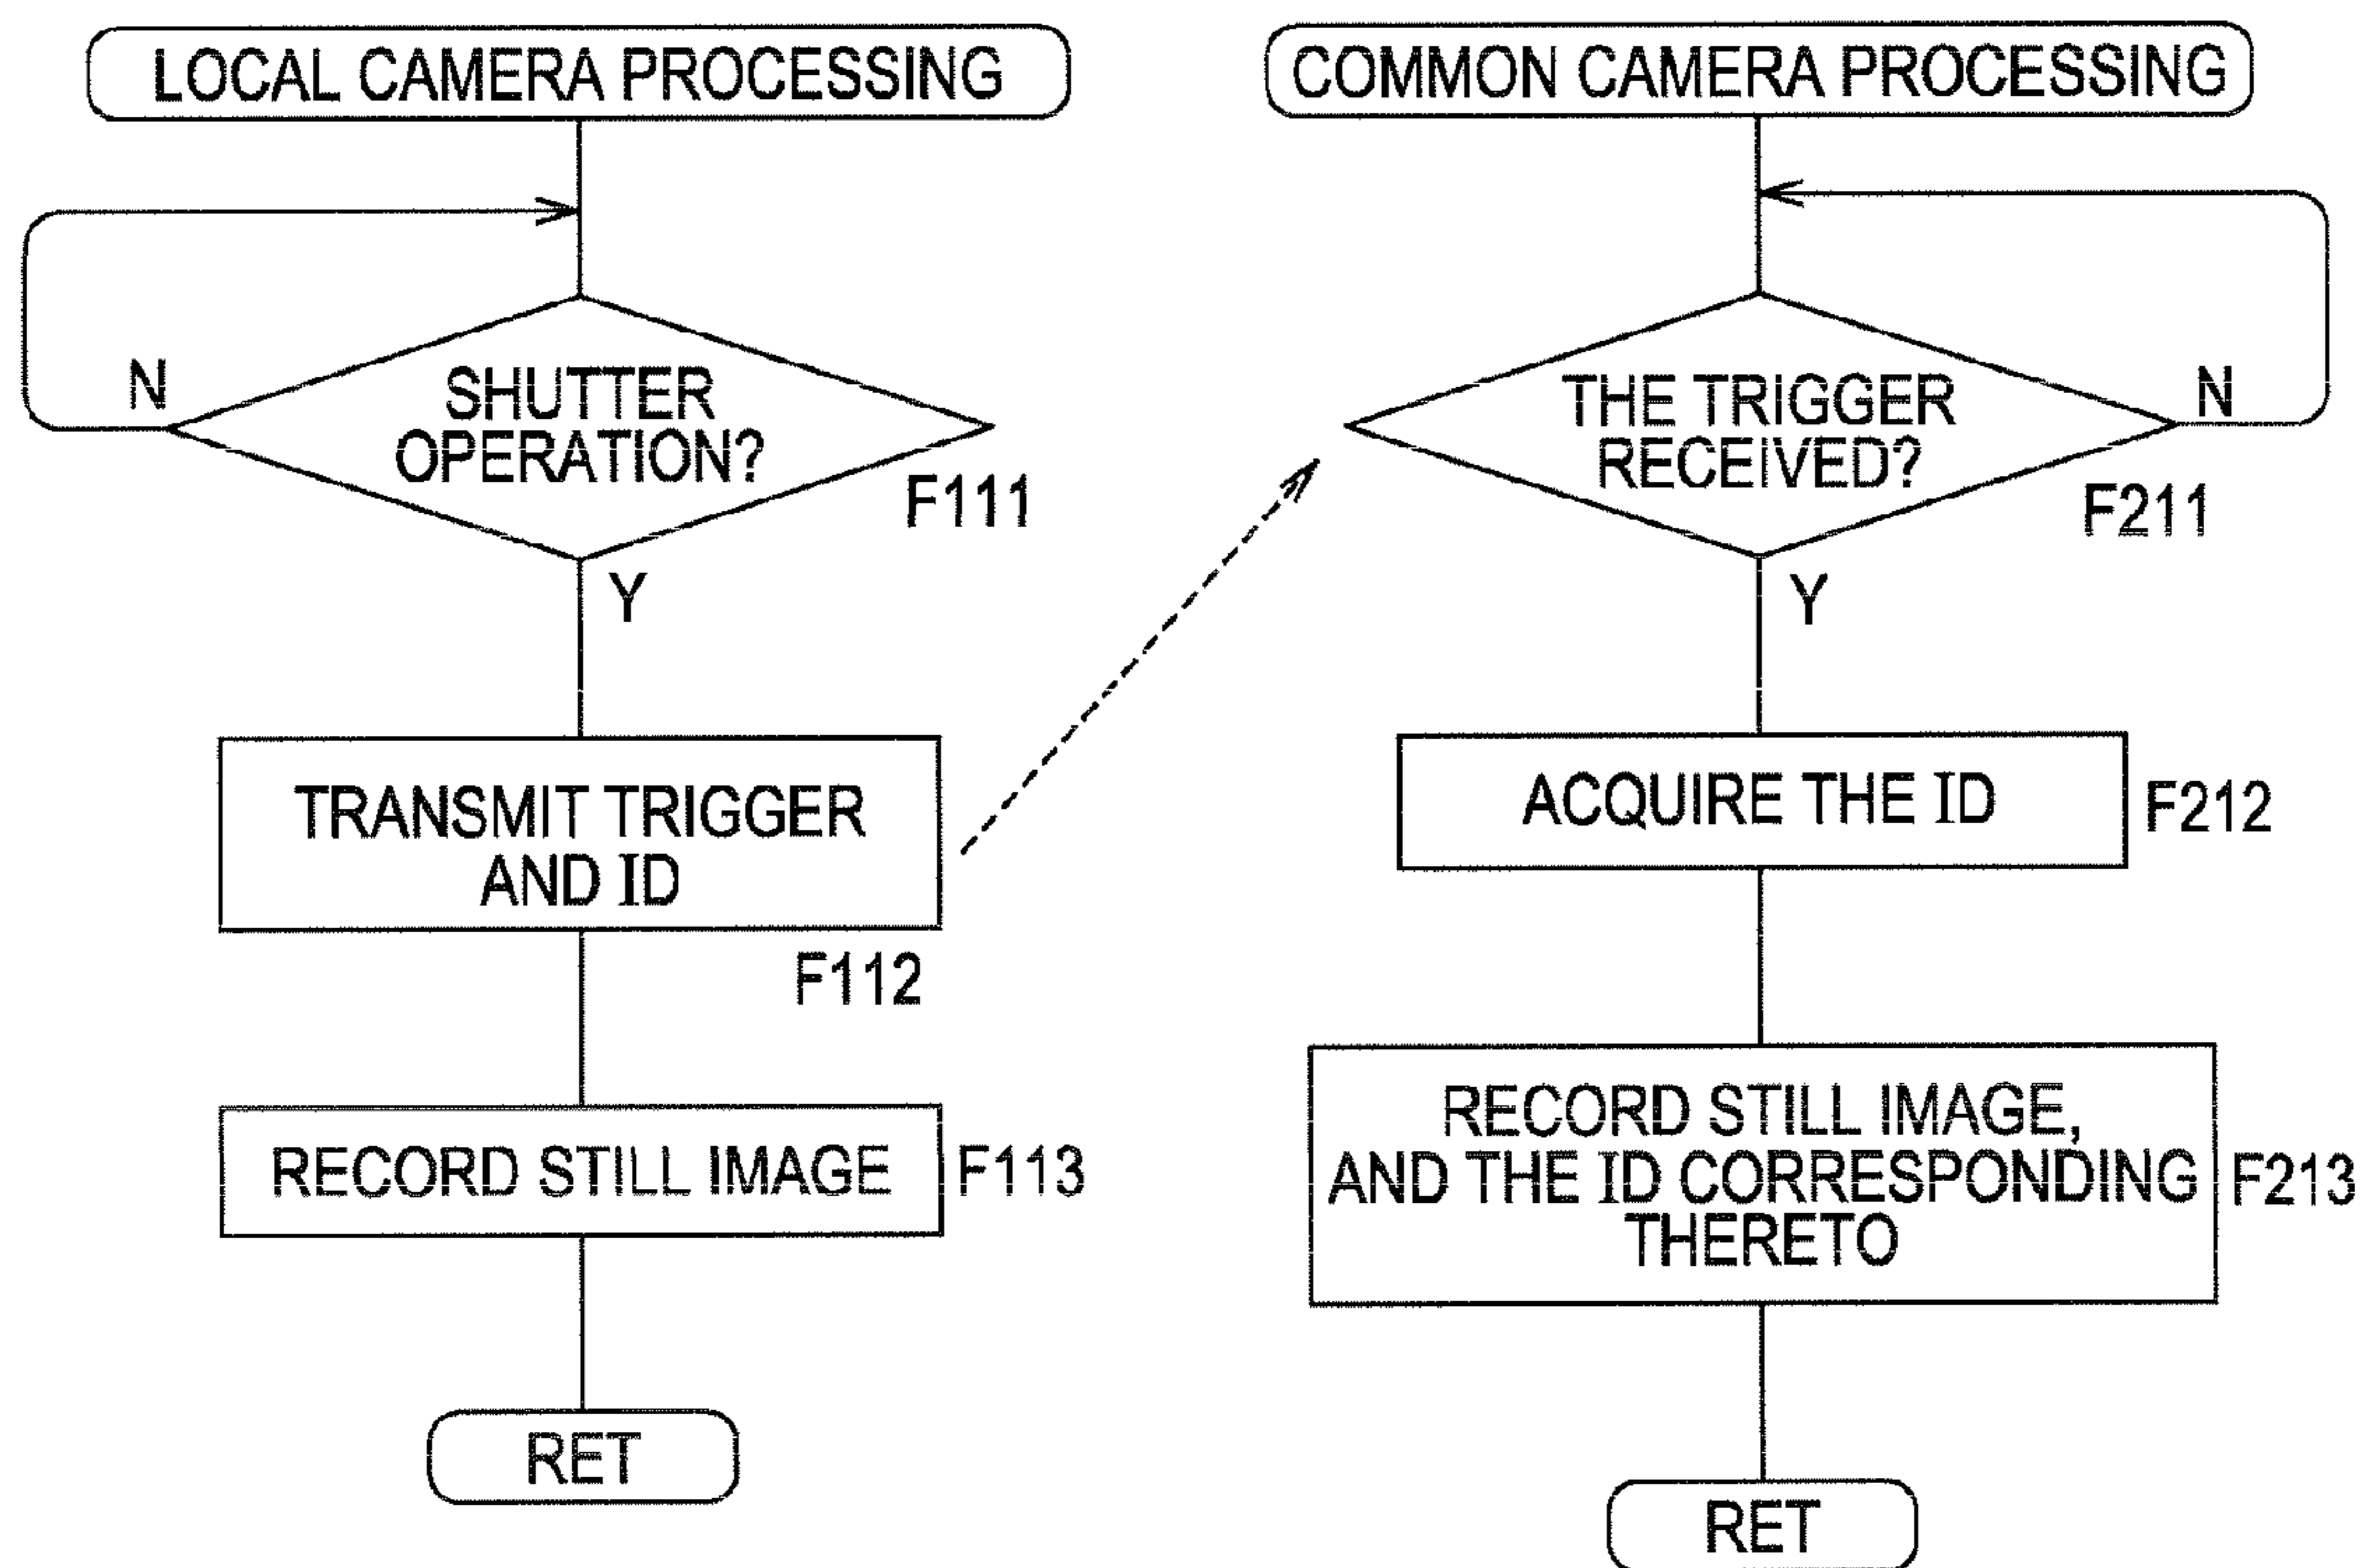 LOCAL CAMERA PROCESSING
N
SHUTTER
OPERATION?
F111
Y
TRANSMIT TRIGGER
AND ID
F112
RECORD STILL IMAGE
F113
RET
COMMON CAMERA PROCESSING
THE TRIGGER
RECEIVED?
N
F211
Y
ACQUIRE THE ID
F212
RECORD STILL IMAGE,
AND THE ID CORRESPONDING
THERETO
F213
RET